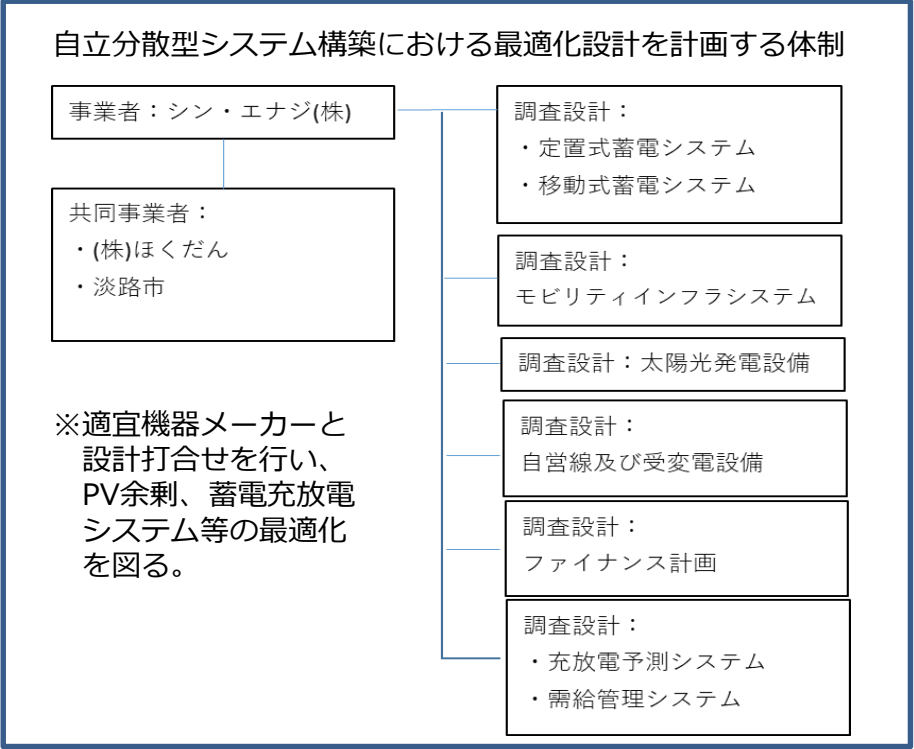 自立分散型システム構築における最適化設計を計画する体制
事業者：シン・エナジ(株)
共同事業者：
・(株)ほくだん
・淡路市
※適宜機器メーカーと
設計打合せを行い、
PV余剰、蓄電充放電
システム等の最適化
を図る。
調査設計：
・定置式蓄電システム
・移動式蓄電システム
調査設計：
モビリティインフラシステム
調査設計：太陽光発電設備
調査設計：
自営線及び受変電設備
調査設計：
ファイナンス計画
調査設計：
・充放電予測システム
・需給管理システム